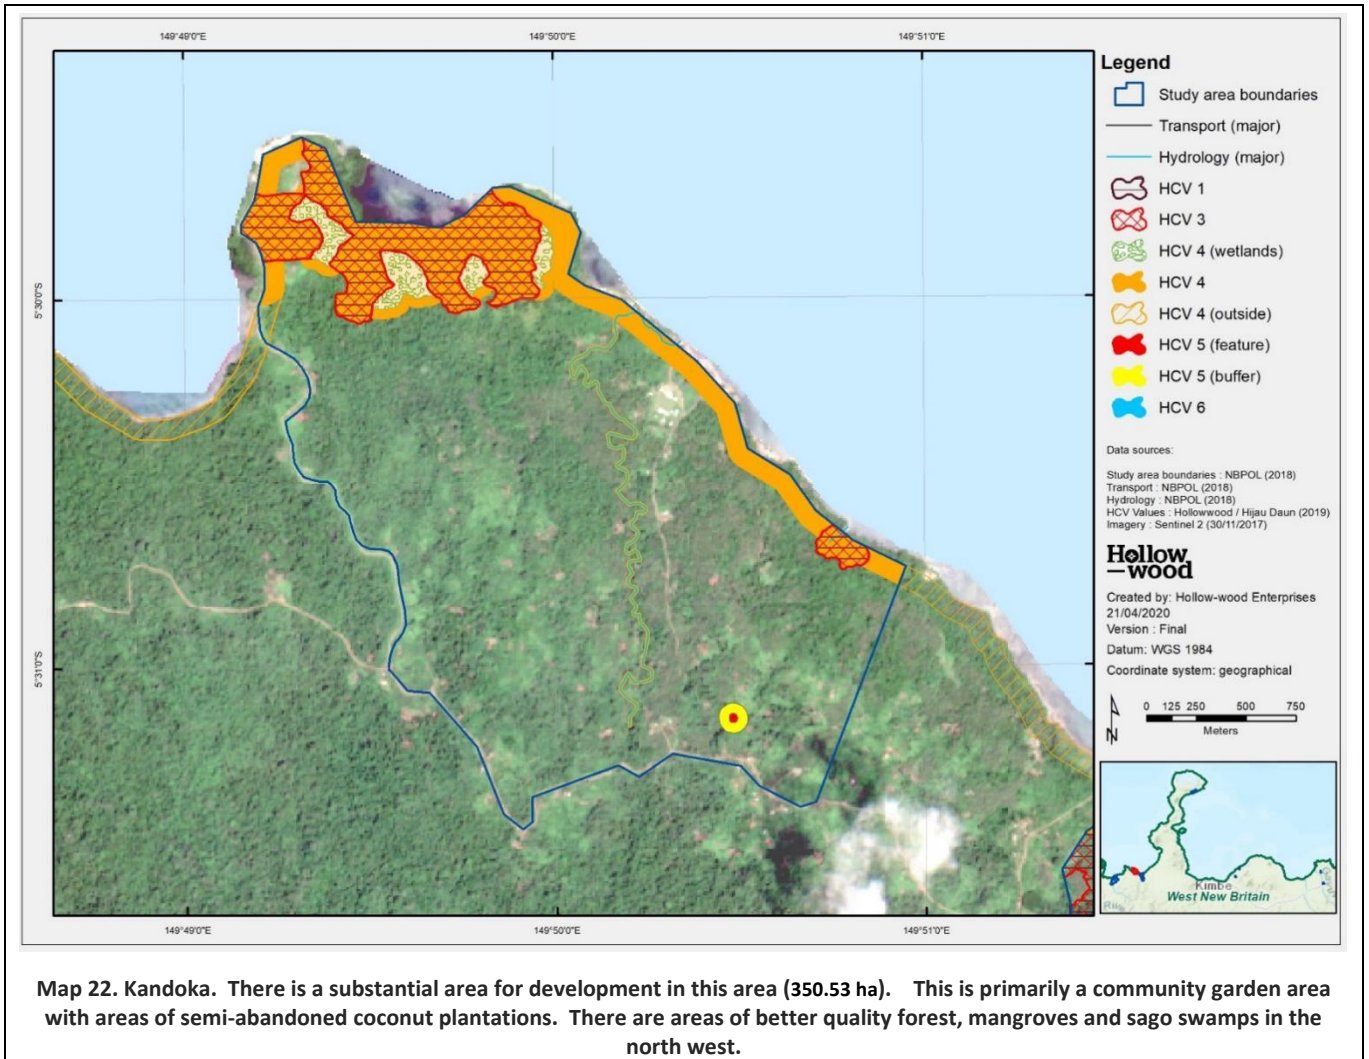 149°49'0"E
149°50'0"E
149°51'0"E
5°30'0"S
5°31'0"S
149°49'0"E
149°50'0"E
149°51'0"E
Legend
Study area boundaries
Transport (major)
Hydrology (major)
HCV 1
HCV 3
HCV 4 (wetlands)
HCV 4
HCV 4 (outside)
HCV 5 (feature)
HCV 5 (buffer)
HCV 6
Data sources:
Study area boundaries : NBPOL (2018)
Transport : NBPOL (2018)
Hydrology : NBPOL (2018)
HCV Values : Hollowwood / Hijau Daun (2019)
Imagery : Sentinel 2 (30/11/2017)
Hollow
—wood
Created by: Hollow-wood Enterprises
21/04/2020
Version : Final
Datum: WGS 1984
Coordinate system: geographical
N
0 125 250 500 750
Meters
Kimbe
West New Britain
Map 22. Kandoka. There is a substantial area for development in this area (350.53 ha). This is primarily a community garden area
with areas of semi-abandoned coconut plantations. There are areas of better quality forest, mangroves and sago swamps in the
north west.